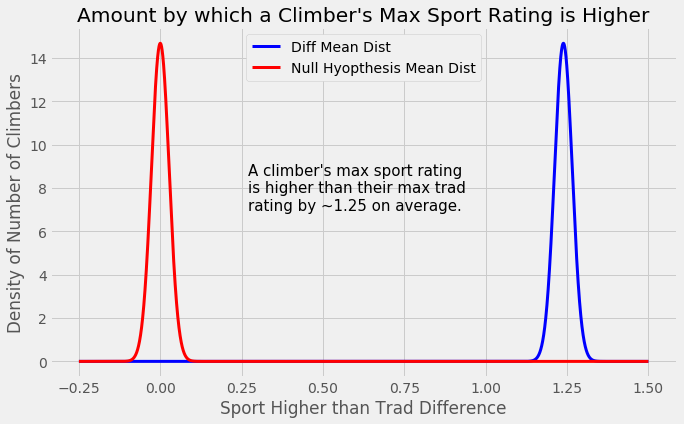 Amount by which a Climber's Max Sport Rating is Higher
Diff Mean Dist
Null Hyopthesis Mean Dist
A climber's max sport rating
is higher than their max trad
rating by ~1.25 on average.
Density of Number of Climbers
14
12
10
8
6
4
2
0
−0.25
0.00
0.25
0.50
0.75
1.00
1.25
1.50
Sport Higher than Trad Difference